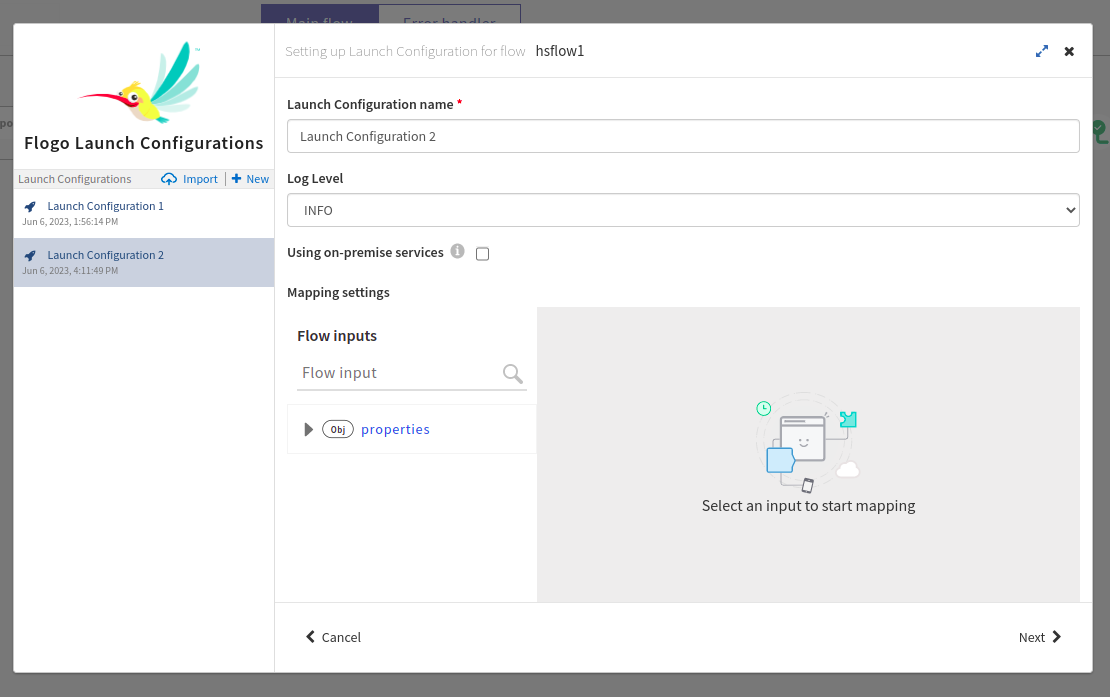 Main flow
Error handler
Setting up Launch Configuration for flow hsflow1
Flogo Launch Configurations
Launch Configurations Import New
Launch Configuration 1
Jun 6, 2023, 1:56:14 PM
Launch Configuration 2
Jun 6, 2023, 4:11:49 PM
Launch Configuration name *
Launch Configuration 2
Log Level
INFO
Using on-premise services
Mapping settings
Flow inputs
Flow input
Obj properties
Select an input to start mapping
Cancel
Next